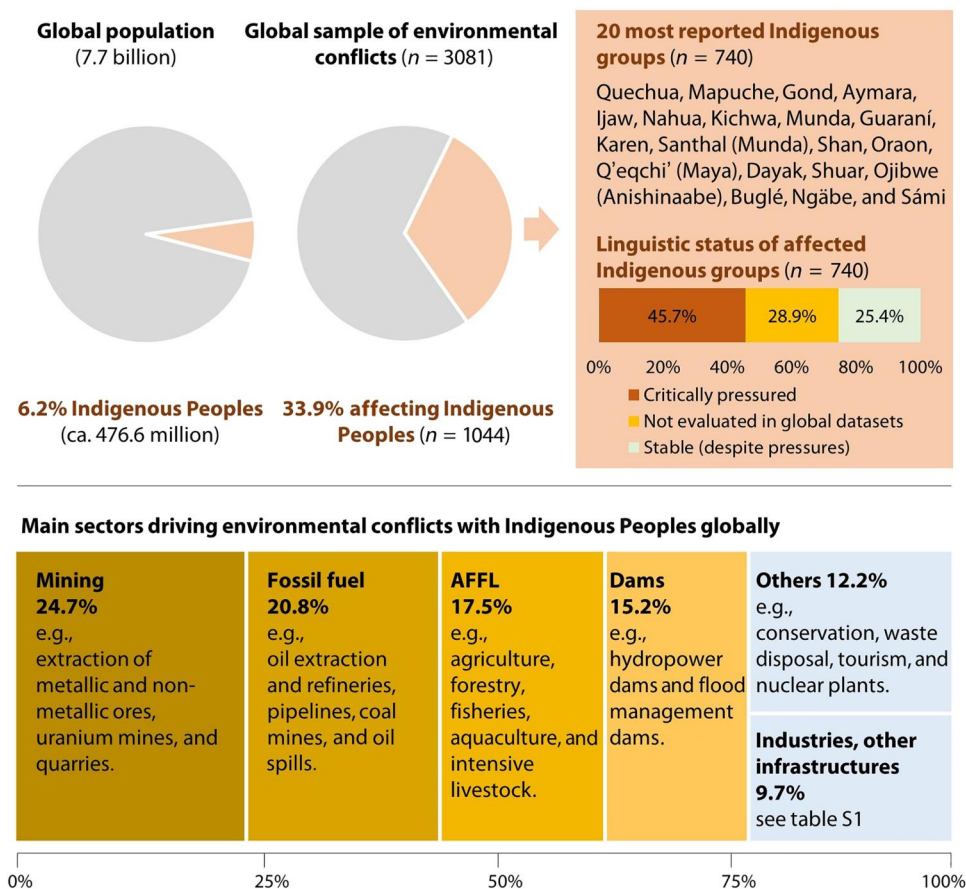 Global population
(7.7 billion)
Global sample of environmental
conflicts (n = 3081)
6.2% Indigenous Peoples
(ca. 476.6 million)
33.9% affecting Indigenous
Peoples (n = 1044)
20 most reported Indigenous
groups (n = 740)
Quechua, Mapuche, Gond, Aymara,
Ijaw, Nahua, Kichwa, Munda, Guaraní,
Karen, Santhal (Munda), Shan, Oraon,
Q’eqchi’ (Maya), Dayak, Shuar, Ojibwe
(Anishinaabe), Buglé, Ngäbe, and Sámi
Linguistic status of affected
Indigenous groups (n = 740)
45.7% 28.9% 25.4%
0% 20% 40% 60% 80% 100%
Critically pressured
Not evaluated in global datasets
Stable (despite pressures)
Main sectors driving environmental conflicts with Indigenous Peoples globally
Mining
24.7%
e.g.,
extraction of
metallic and non-
metallic ores,
uranium mines, and
quarries.
Fossil fuel
20.8%
e.g.,
oil extraction
and refineries,
pipelines, coal
mines, and oil
spills.
AFFL
17.5%
e.g.,
agriculture,
forestry,
fisheries,
aquaculture, and
intensive
livestock.
Dams
15.2%
e.g.,
hydropower
dams and flood
management
dams.
Others 12.2%
e.g.,
conservation, waste
disposal, tourism, and
nuclear plants.
Industries, other
infrastructures
9.7%
see table S1
0% 25% 50% 75% 100%